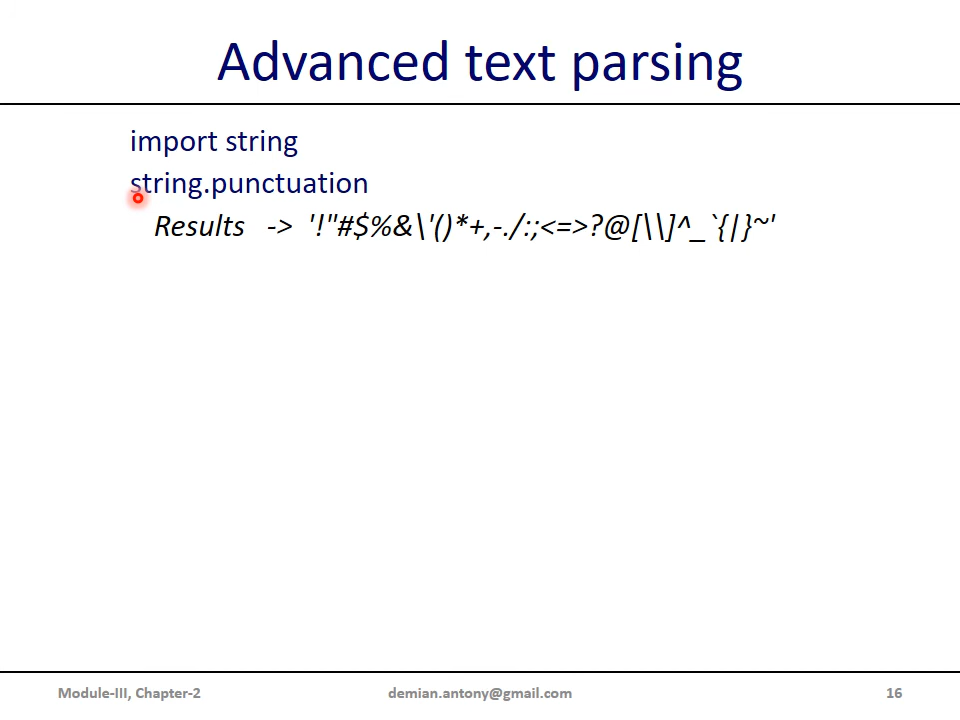 Advanced text parsing
import string
string.punctuation
Results -> '!"#$%&\'()*+,-./:;<=>?@[\\]^_`{|}~'
Module-III, Chapter-2
demian.antony@gmail.com
16